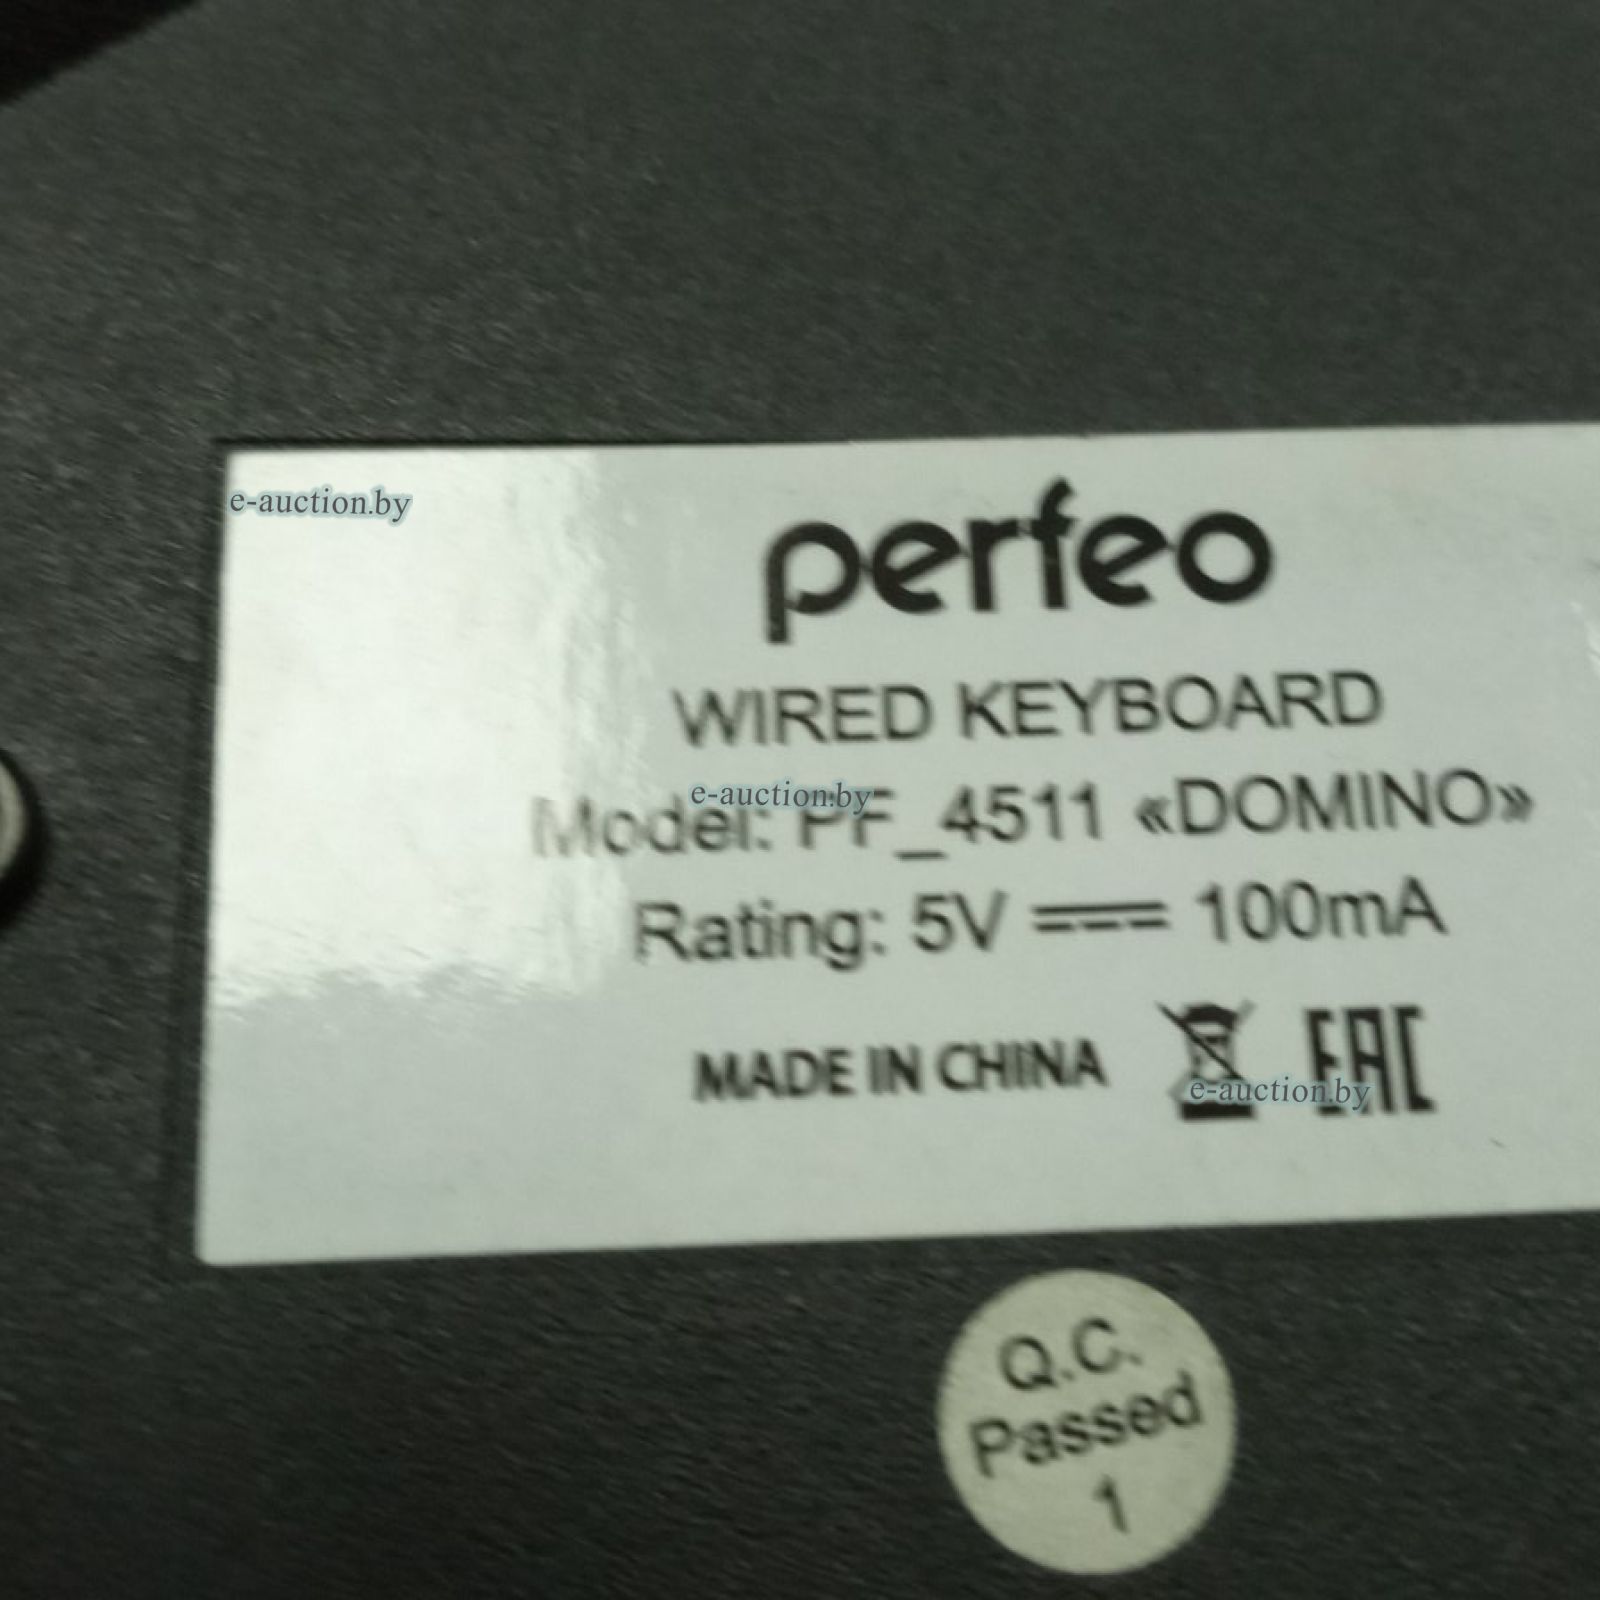 e-auction.by
perfeo
WIRED KEYBOARD
e-auction.by
Model: PF_4511 «DOMINO»
Rating: 5V 100mA
MADE IN CHINA EAC
e-auction.by
Q.C.
Passed
1